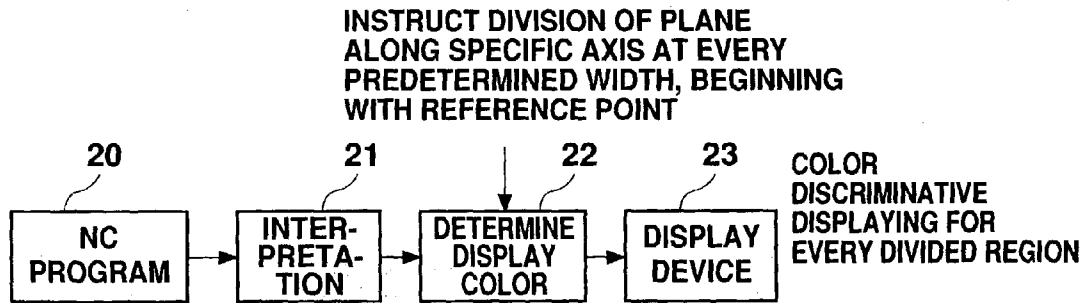 INSTRUCT DIVISION OF PLANE
ALONG SPECIFIC AXIS AT EVERY
PREDETERMINED WIDTH, BEGINNING
WITH REFERENCE POINT
20
NC
PROGRAM
21
INTER-
PRETA-
TION
22
DETERMINE
DISPLAY
COLOR
23
DISPLAY
DEVICE
COLOR
DISCRIMINATIVE
DISPLAYING FOR
EVERY DIVIDED REGION